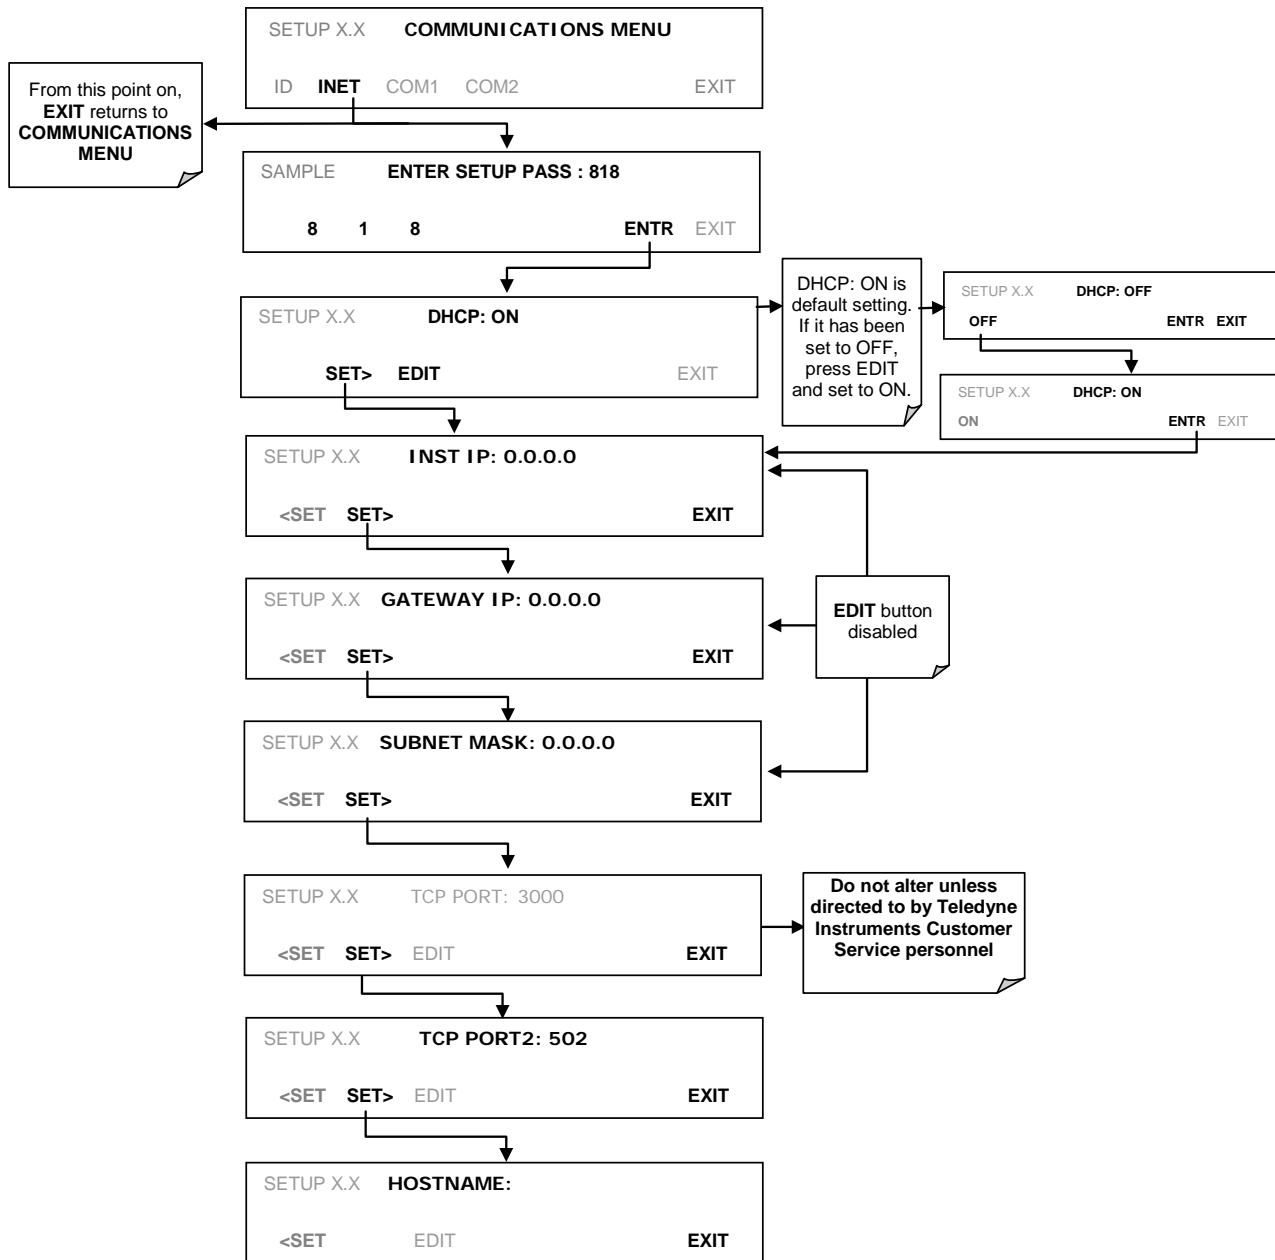 SETUP X.X COMMUNICATIONS MENU
ID INET COM1 COM2 EXIT
From this point on,
EXIT returns to
COMMUNICATIONS
MENU
SAMPLE ENTER SETUP PASS : 818
8 1 8 ENTR EXIT
SETUP X.X DHCP: ON
SET> EDIT EXIT
DHCP: ON is
default setting.
If it has been
set to OFF,
press EDIT
and set to ON.
SETUP X.X DHCP: OFF
OFF ENTR EXIT
SETUP X.X DHCP: ON
ON ENTR EXIT
SETUP X.X INST IP: 0.0.0.0
<SET SET> EXIT
SETUP X.X GATEWAY IP: 0.0.0.0
<SET SET> EXIT
EDIT button
disabled
SETUP X.X SUBNET MASK: 0.0.0.0
<SET SET> EXIT
SETUP X.X TCP PORT: 3000
<SET SET> EDIT EXIT
Do not alter unless
directed to by Teledyne
Instruments Customer
Service personnel
SETUP X.X TCP PORT2: 502
<SET SET> EDIT EXIT
SETUP X.X HOSTNAME:
<SET EDIT EXIT